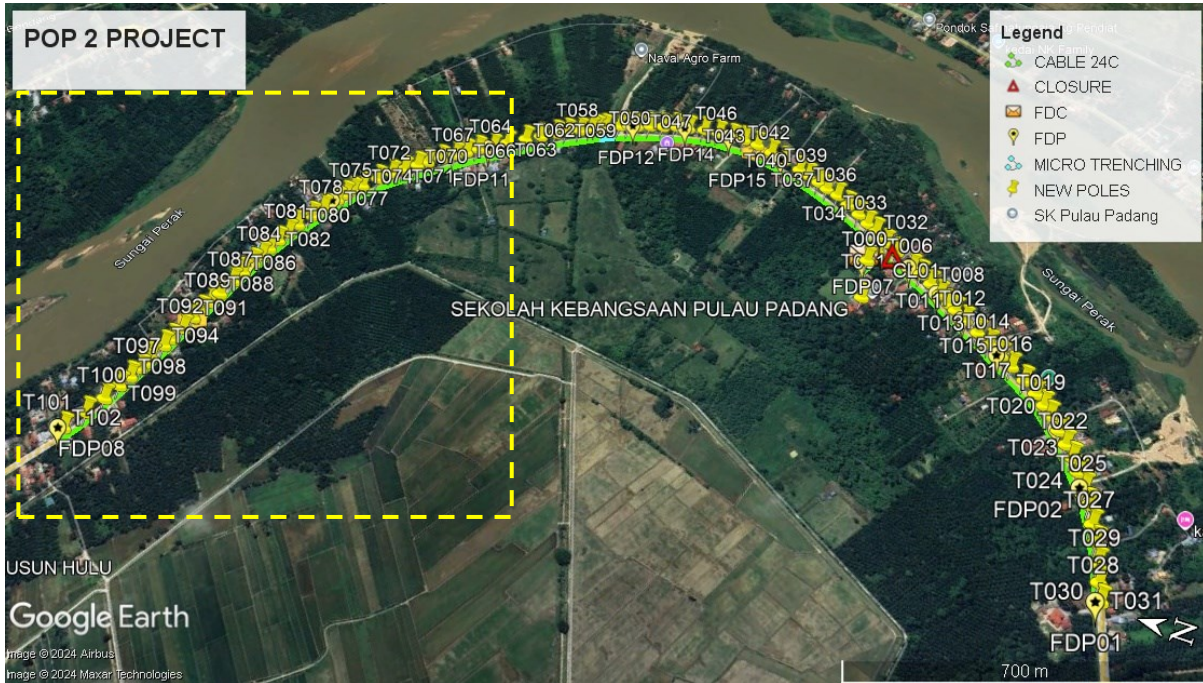 POP 2 PROJECT
Legend
CABLE 24C
CLOSURE
FDC
FDP
MICRO TRENCHING
NEW POLES
SK Pulau Padang
Naval Agro Farm
T058
T050
T047
T046
T067
T064
T062
T059
T043
T042
T072
T070
T066
T063
FDP12
FDP14
T040
T039
T075
T074
T071
FDP11
FDP15
T037
T036
T078
T077
T034
T033
T081
T080
T032
T084
T082
T000
T006
Sungai Perak
T087
T086
CL01
T008
Sungai Perak
T089
T088
FDP07
T011
T012
T092
T091
SEKOLAH KEBANGSAAN PULAU PADANG
T013
T014
T097
T094
T015
T016
T100
T098
T017
T019
T101
T099
T020
T102
T022
FDP08
T023
T025
T024
T027
FDP02
T029
USUN HULU
T028
T030
T031
Google Earth
FDP01
N
mage © 2024 Airbus
mage © 2024 Maxar Technologies
700 m